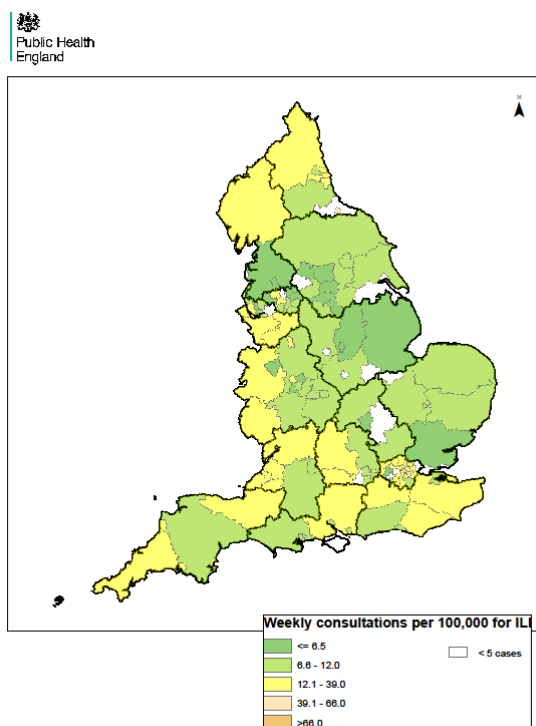 Public Health
England
N
Weekly consultations per 100,000 for ILI
<= 6.5
< 5 cases
6.6 - 12.0
12.1 - 39.0
39.1 - 66.0
>66.0